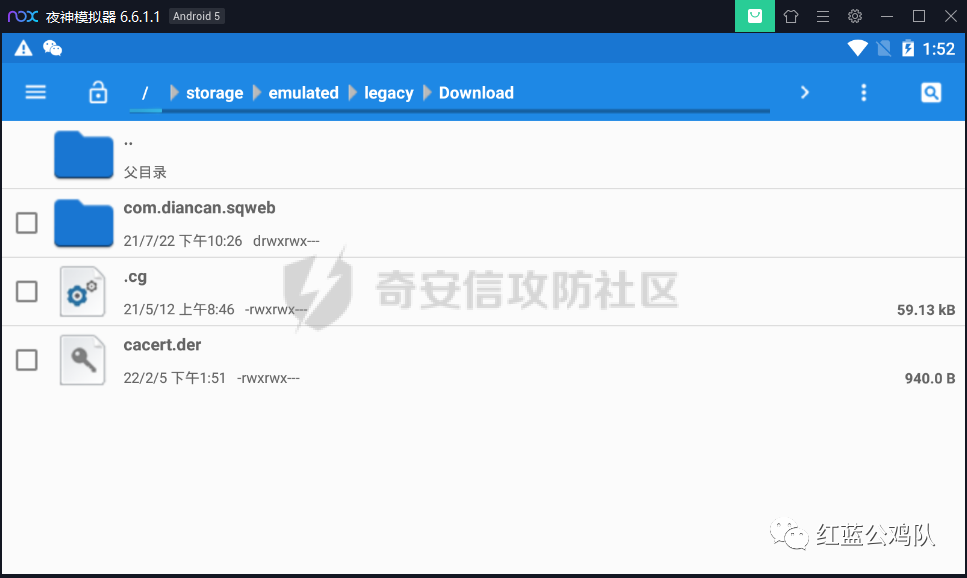 nox 夜神模拟器 6.6.1.1 Android 5
1:52
/ storage emulated legacy Download
..
父目录
com.diancan.sqweb
21/7/22 下午10:26 drwxrwx---
.cg
21/5/12 上午8:46 -rwxrwx---
59.13 kB
奇安信攻防社区
cacert.der
22/2/5 下午1:51 -rwxrwx---
940.0 B
红蓝公鸡队